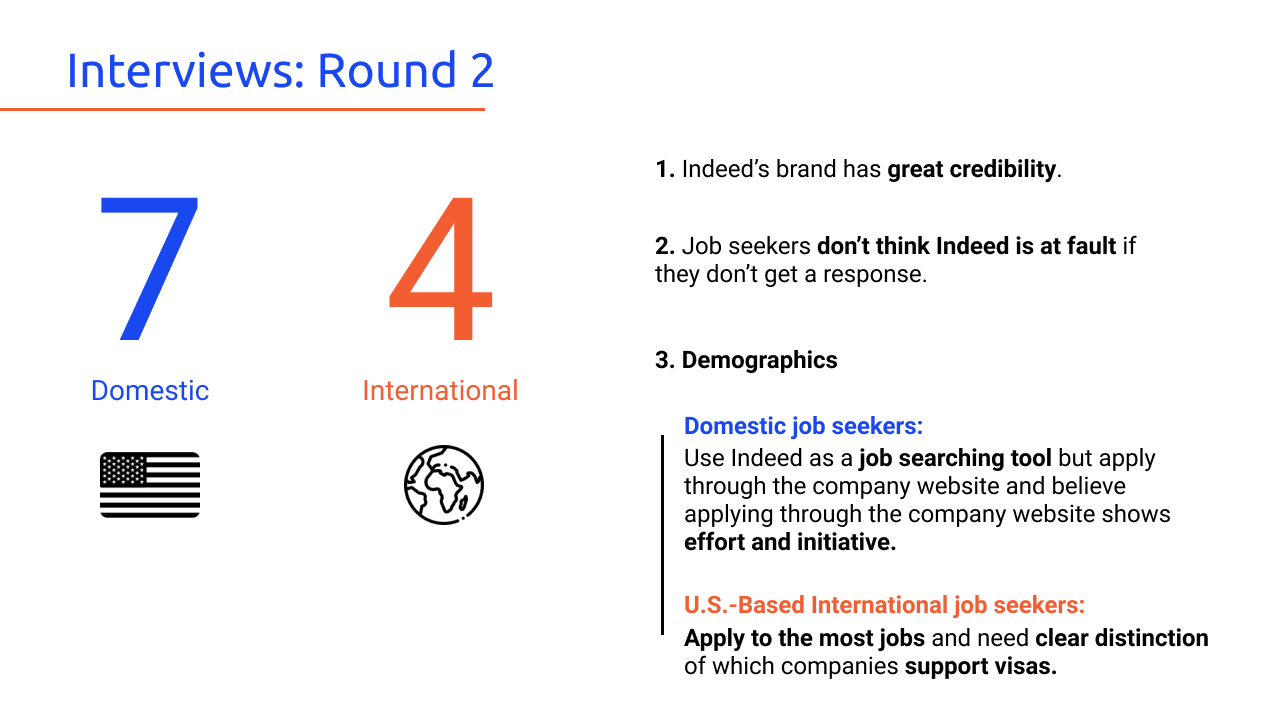 Interviews: Round 2
7
Domestic
4
International
1. Indeed’s brand has great credibility.
2. Job seekers don’t think Indeed is at fault if
they don’t get a response.
3. Demographics
Domestic job seekers:
Use Indeed as a job searching tool but apply
through the company website and believe
applying through the company website shows
effort and initiative.
U.S.-Based International job seekers:
Apply to the most jobs and need clear distinction
of which companies support visas.